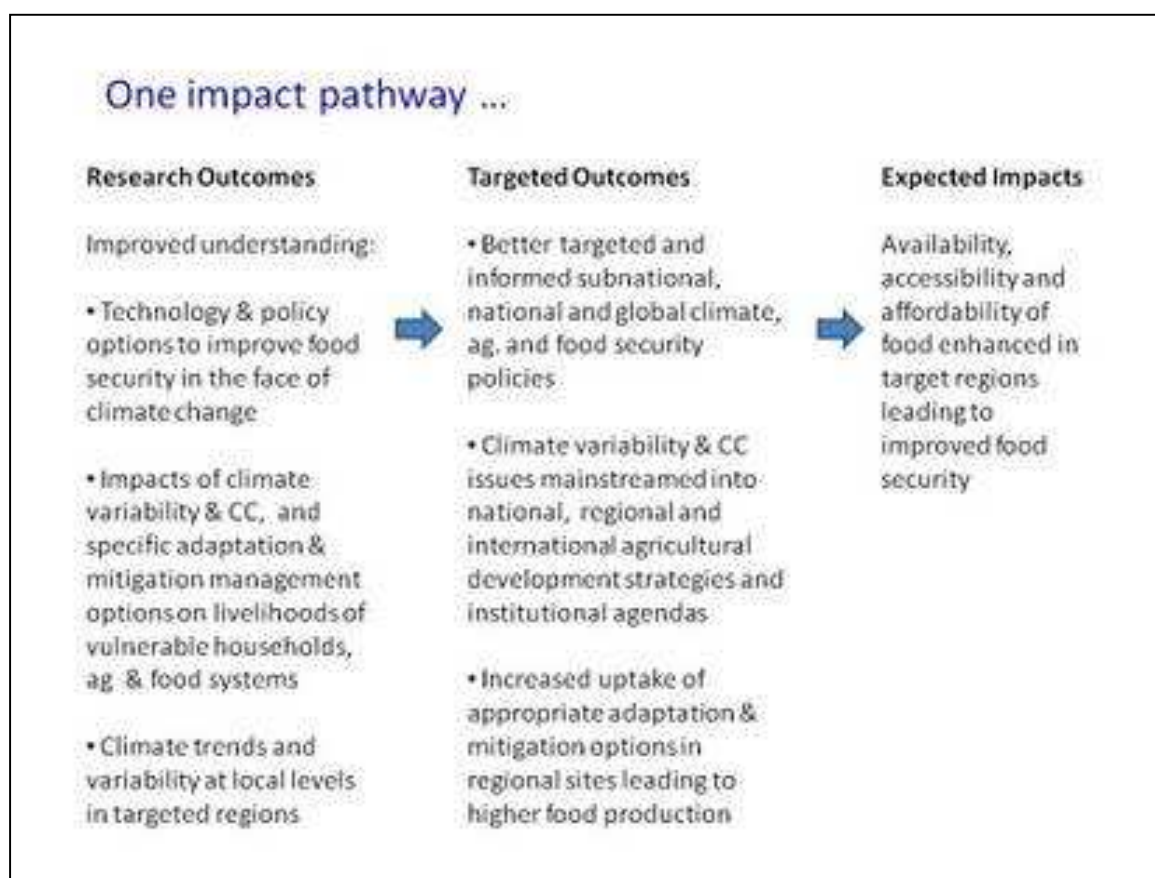 One impact pathway ...
Research Outcomes
Improved understanding:
• Technology & policy
options to improve food
security in the face of
climate change
• Impacts of climate
variability & CC, and
specific adaptation &
mitigation management
options on livelihoods of
vulnerable households,
ag & food systems
• Climate trends and
variability at local levels
in targeted regions
Targeted Outcomes
• Better targeted and
informed subnational,
national and global climate,
ag. and food security
policies
• Climate variability & CC
issues mainstreamed into
national, regional and
international agricultural
development strategies and
institutional agendas
• Increased uptake of
appropriate adaptation &
mitigation options in
regional sites leading to
higher food production
Expected Impacts
Availability,
accessibility and
affordability of
food enhanced in
target regions
leading to
improved food
security